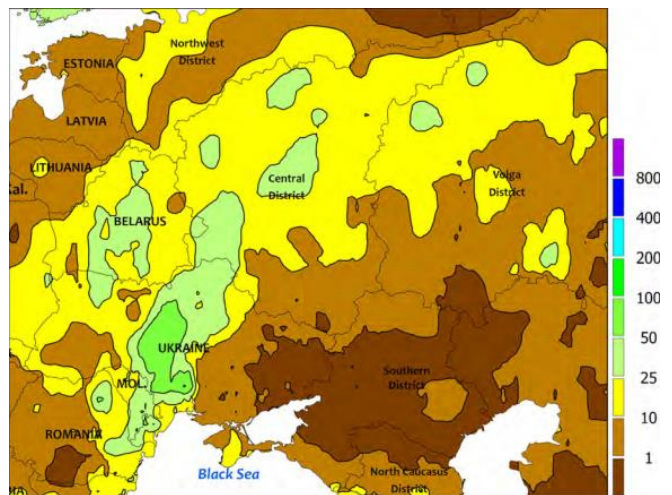 Northwest
District
ESTONIA
LATVIA
LITHUANIA
al.
Central
District
Volga
District
BELARUS
800
400
200
100
50
25
10
1
UKRAINE
MOL.
Southern
District
ROMANIA
Black Sea
North Caucasus
District